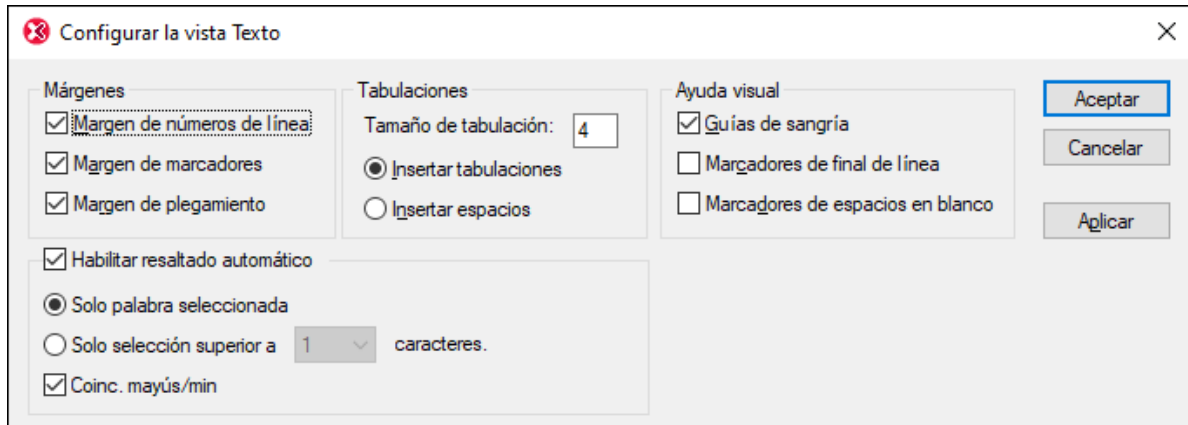 Configurar la vista Texto
Márgenes
Margen de números de línea
Margen de marcadores
Margen de plegamiento
Tabulaciones
Tamaño de tabulación: 4
Insertar tabulaciones
Insertar espacios
Ayuda visual
Guías de sangría
Marcadores de final de línea
Marcadores de espacios en blanco
Aceptar
Cancelar
Aplicar
Habilitar resaltado automático
Solo palabra seleccionada
Solo selección superior a 1 caracteres.
Coinc. mayús/min